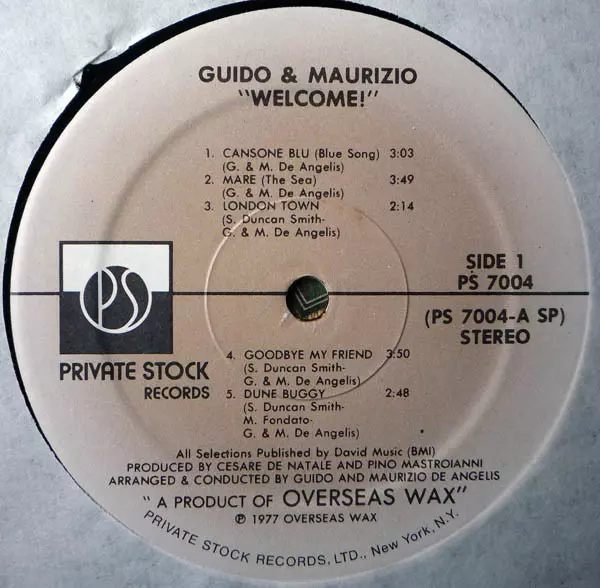 GUIDO & MAURIZIO
"WELCOME!"
1. CANSONE BLU (Blue Song) 3:03
(G. & M. De Angelis)
2. MARE (The Sea) 3:49
(G. & M. De Angelis)
3. LONDON TOWN 2:14
(S. Duncan Smith-
G. & M. De Angelis)
PS
PRIVATE STOCK
RECORDS
SIDE 1
PS 7004
(PS 7004-A SP)
STEREO
4. GOODBYE MY FRIEND 3:50
(S. Duncan Smith-
G. & M. De Angelis)
5. DUNE BUGGY 2:48
(S. Duncan Smith-
M. Fondato-
G. & M. De Angelis)
All Selections Published by David Music (BMI)
PRODUCED BY CESARE DE NATALE AND PINO MASTROIANNI
ARRANGED & CONDUCTED BY GUIDO AND MAURIZIO DE ANGELIS
"A PRODUCT OF OVERSEAS WAX"
℗ 1977 OVERSEAS WAX
PRIVATE STOCK RECORDS, LTD., New York, N.Y.